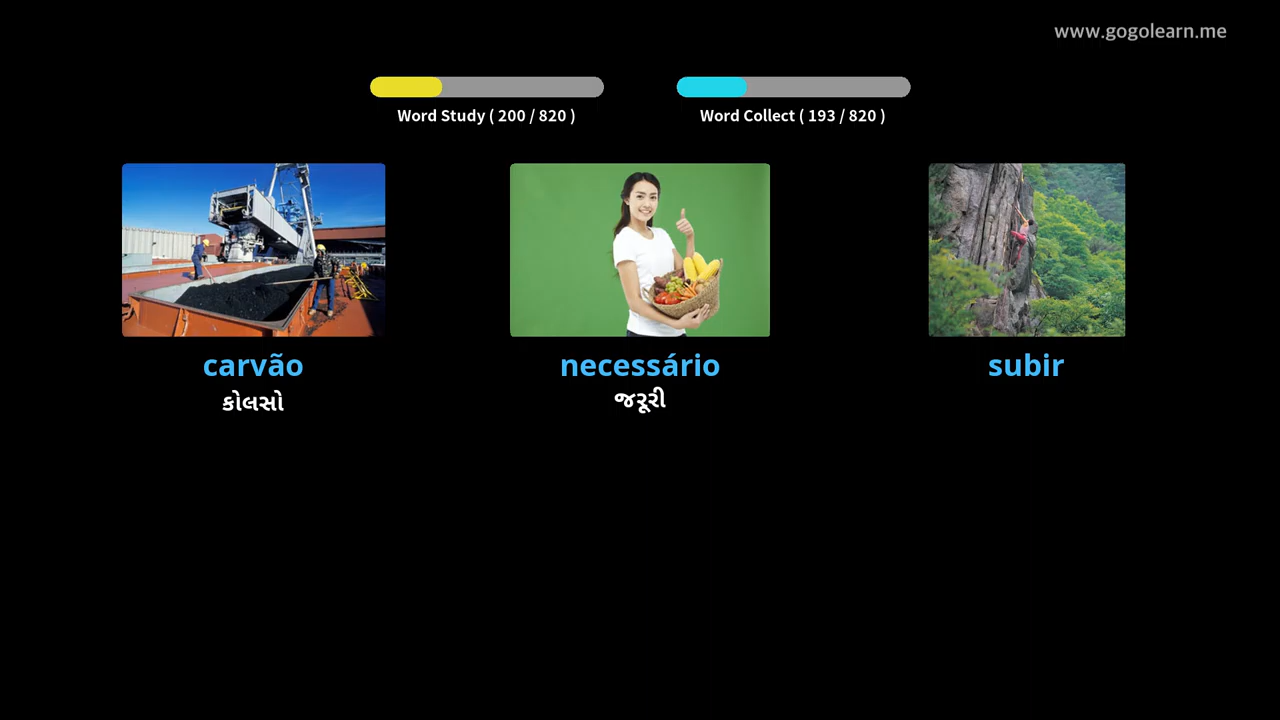 www.gogolearn.me
Word Study ( 200 / 820 )
Word Collect ( 193 / 820 )
carvão
necessário
subir
કોલસો
જરૂરી